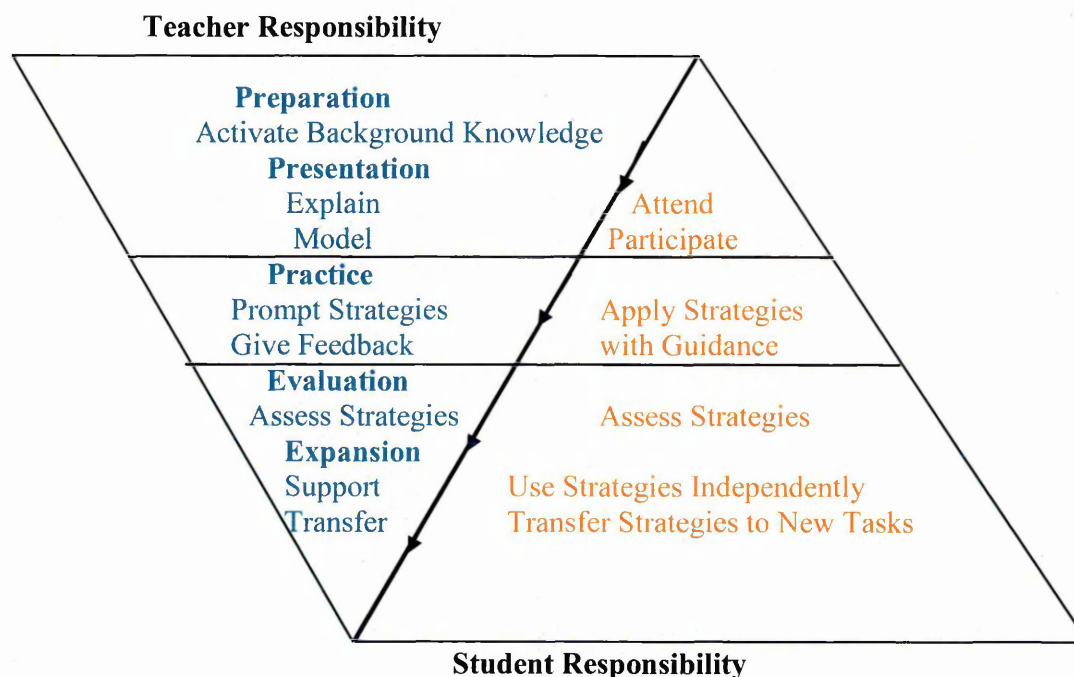 Teacher Responsibility
Preparation
Activate Background Knowledge
Presentation
Explain
Attend
Model
Participate
Practice
Prompt Strategies
Apply Strategies
Give Feedback
with Guidance
Evaluation
Assess Strategies
Assess Strategies
Expansion
Support
Use Strategies Independently
Transfer
Transfer Strategies to New Tasks
Student Responsibility